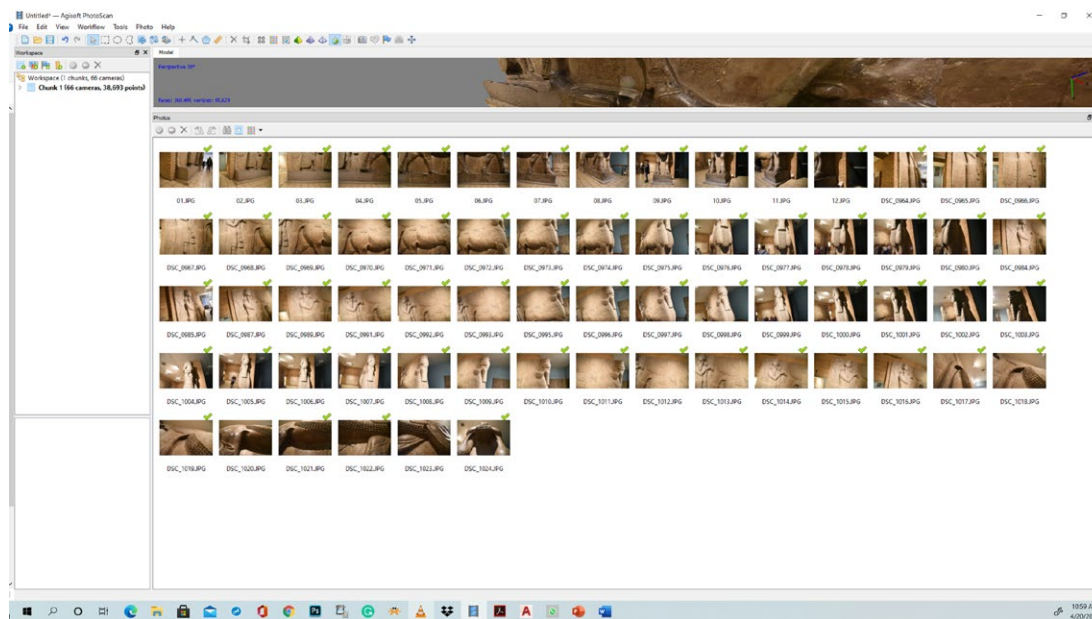 Untitled* — Agisoft PhotoScan
File Edit View Workflow Tools Photo Help
Workspace
Model
Workspace (1 chunks, 66 cameras)
Chunk 1 (66 cameras, 38,693 points)
Perspective 30°
Photos
01.JPG 02.JPG 03.JPG 04.JPG 05.JPG 06.JPG 07.JPG 08.JPG 09.JPG 10.JPG 11.JPG 12.JPG DSC_0964.JPG DSC_0965.JPG DSC_0966.JPG
DSC_0967.JPG DSC_0968.JPG DSC_0969.JPG DSC_0970.JPG DSC_0971.JPG DSC_0972.JPG DSC_0973.JPG DSC_0974.JPG DSC_0975.JPG DSC_0976.JPG DSC_0977.JPG DSC_0978.JPG DSC_0979.JPG DSC_0980.JPG DSC_0984.JPG
DSC_0985.JPG DSC_0987.JPG DSC_0989.JPG DSC_0991.JPG DSC_0992.JPG DSC_0993.JPG DSC_0995.JPG DSC_0996.JPG DSC_0997.JPG DSC_0998.JPG DSC_0999.JPG DSC_1000.JPG DSC_1001.JPG DSC_1002.JPG DSC_1003.JPG
DSC_1004.JPG DSC_1005.JPG DSC_1006.JPG DSC_1007.JPG DSC_1008.JPG DSC_1009.JPG DSC_1010.JPG DSC_1011.JPG DSC_1012.JPG DSC_1013.JPG DSC_1014.JPG DSC_1015.JPG DSC_1016.JPG DSC_1017.JPG DSC_1018.JPG
DSC_1019.JPG DSC_1020.JPG DSC_1021.JPG DSC_1022.JPG DSC_1023.JPG DSC_1024.JPG
10:59